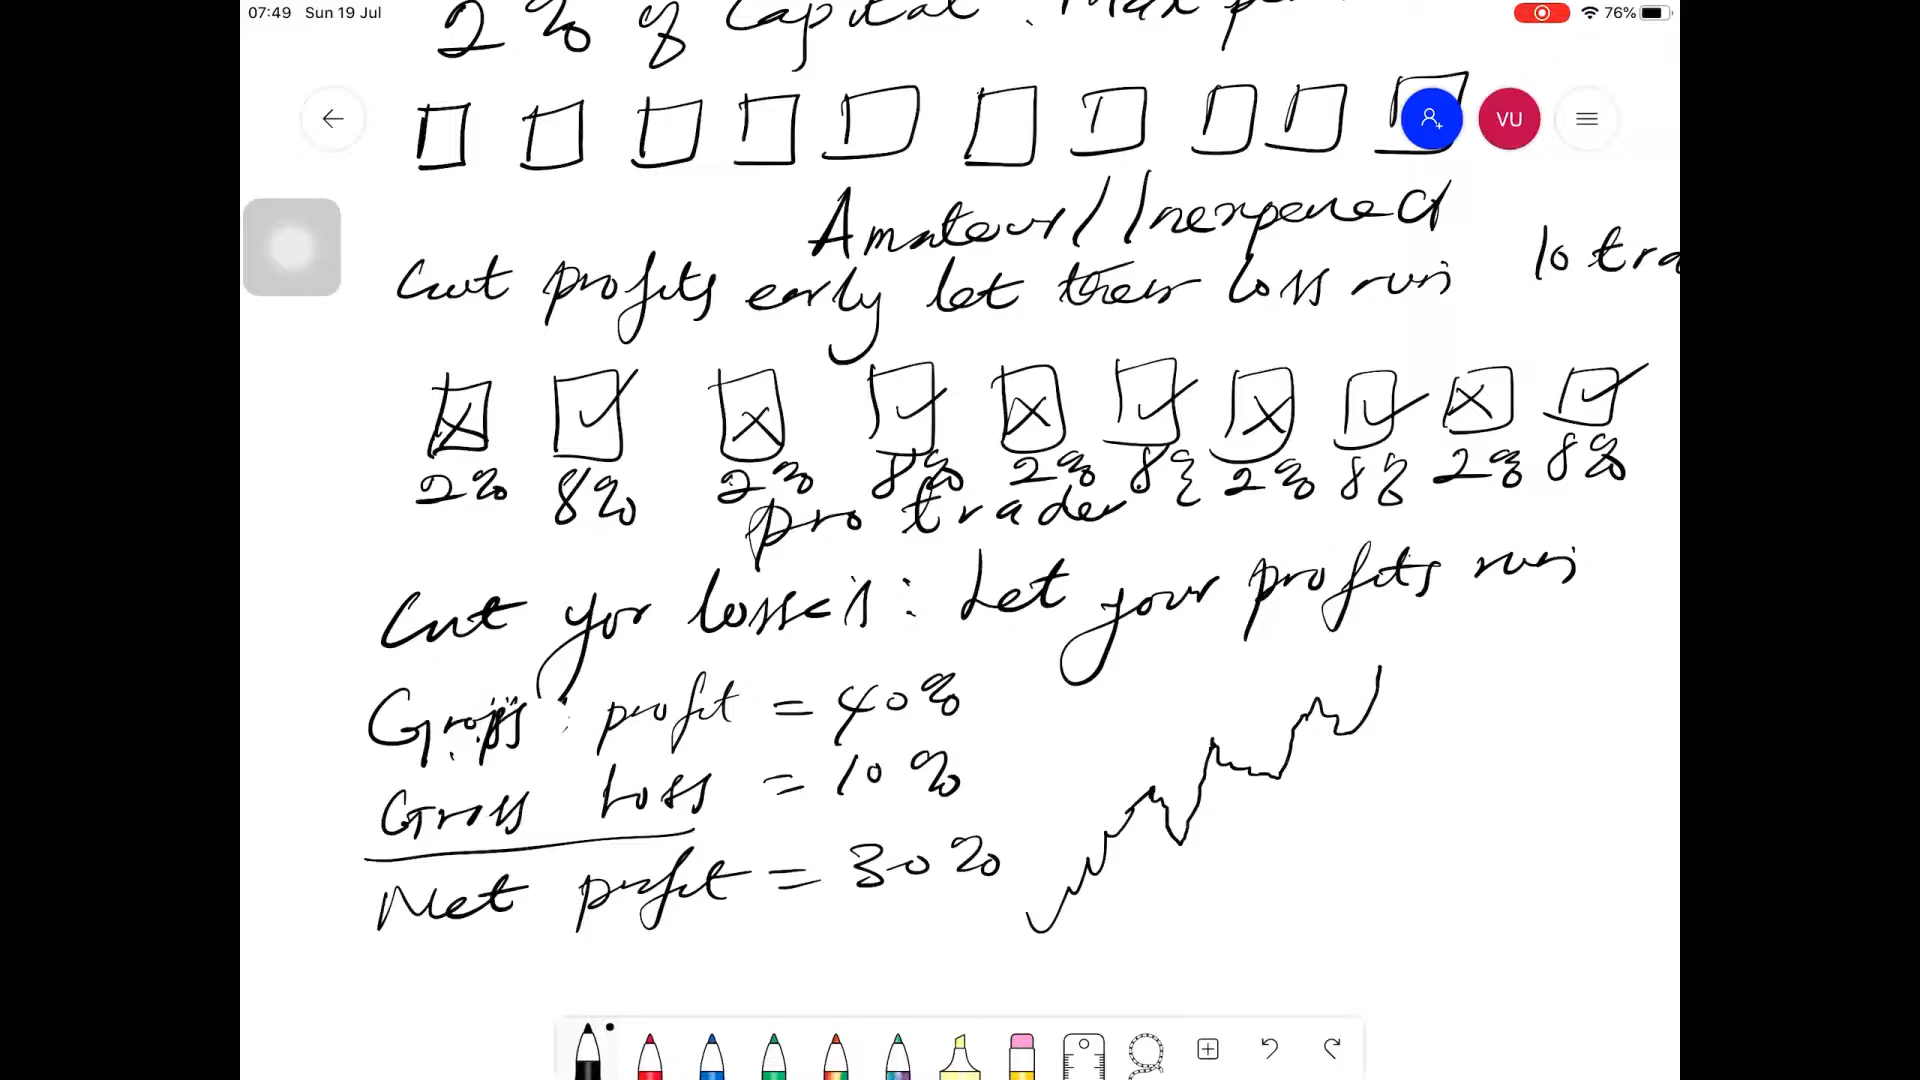 07:49 Sun 19 Jul 76%
2% of Capital. Max
VU
Amateur/Inexpened
Cut profits early let their loss run 10 tra
2% 8% 2% 8% 2% 8% 2% 8% 2% 8%
pro trader
Cut your losses: Let your profits run
Gross: profit = 40%
Gross Loss = 10%
Net profit = 30%